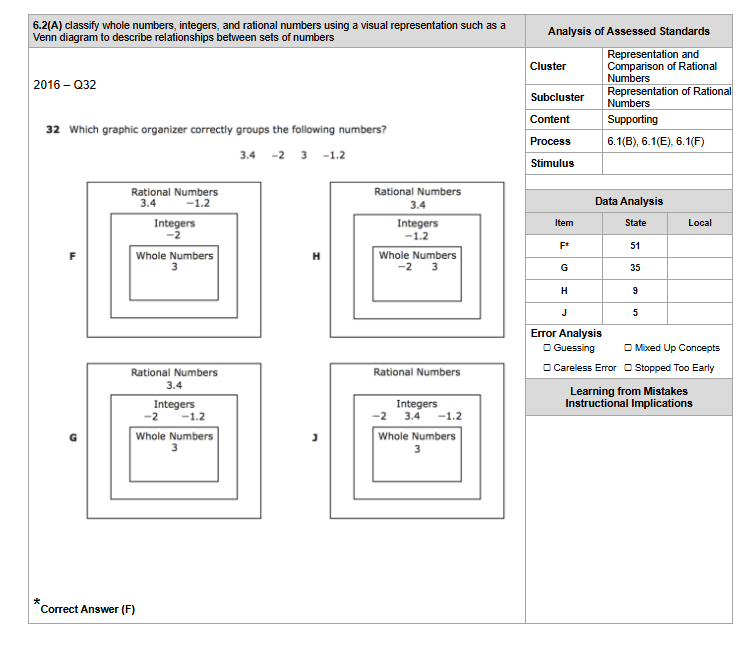 6.2(A) classify whole numbers, integers, and rational numbers using a visual representation such as a
Venn diagram to describe relationships between sets of numbers
2016 – Q32
32 Which graphic organizer correctly groups the following numbers?
3.4 −2 3 −1.2
F
Rational Numbers
3.4 −1.2
Integers
−2
Whole Numbers
3
H
Rational Numbers
3.4
Integers
−1.2
Whole Numbers
−2 3
G
Rational Numbers
3.4
Integers
−2 −1.2
Whole Numbers
3
J
Rational Numbers
Integers
−2 3.4 −1.2
Whole Numbers
3
*Correct Answer (F)
Analysis of Assessed Standards
Cluster
Representation and
Comparison of Rational
Numbers
Subcluster
Representation of Rational
Numbers
Content
Supporting
Process
6.1(B), 6.1(E), 6.1(F)
Stimulus
Data Analysis
Item State Local
F* 51
G 35
H 9
J 5
Error Analysis
☐ Guessing ☐ Mixed Up Concepts
☐ Careless Error ☐ Stopped Too Early
Learning from Mistakes
Instructional Implications